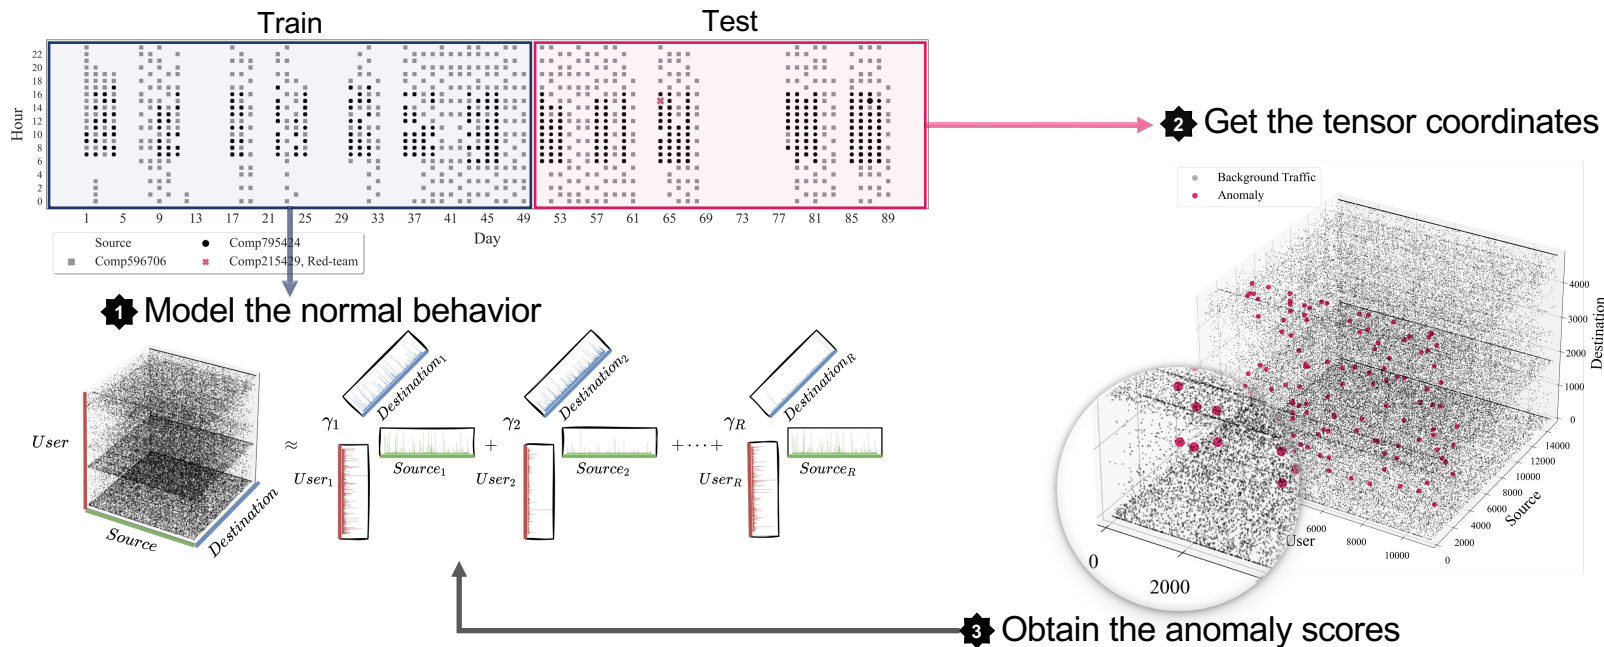 Train
Test
Hour
22
20
18
16
14
12
10
8
6
4
2
0
1 5 9 13 17 21 25 29 33 37 41 45 49 53 57 61 65 69 73 77 81 85 89
Day
Source
Comp795424
Comp596706
Comp215429, Red-team
2 Get the tensor coordinates
Background Traffic
Anomaly
4000
3000
2000
1000
0
Destination
14000
12000
10000
8000
6000
4000
2000
0
Source
6000
8000
10000
User
0
2000
1 Model the normal behavior
User
Source
Destination
≈
γ1
User1
Destination1
Source1
+
γ2
User2
Destination2
Source2
+ ··· +
γR
UserR
DestinationR
SourceR
3 Obtain the anomaly scores